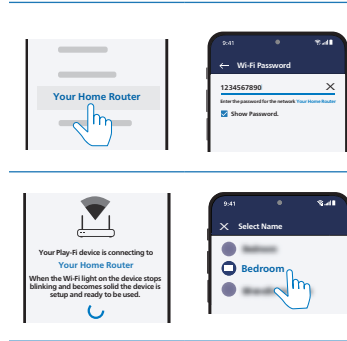 Your Home Router
9:41
← Wi-Fi Password
1234567890
Enter the password for the network Your Home Router
Show Password.
Your Play-Fi device is connecting to
Your Home Router
When the Wi-Fi light on the device stops
blinking and becomes solid the device is
setup and ready to be used.
9:41
Select Name
Bedroom